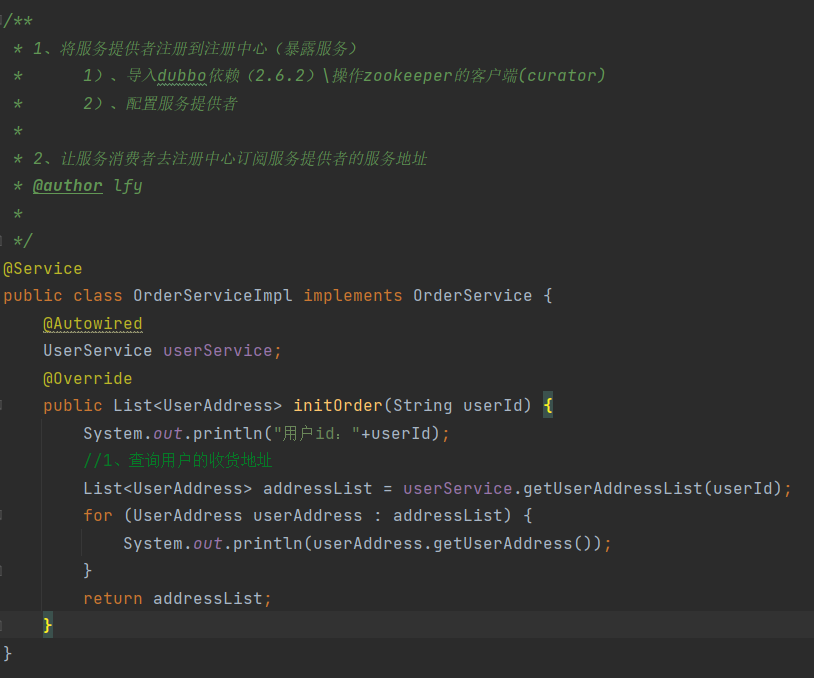 /**
 * 1、将服务提供者注册到注册中心（暴露服务）
 *      1）、导入dubbo依赖（2.6.2）\操作zookeeper的客户端(curator)
 *      2）、配置服务提供者
 *
 * 2、让服务消费者去注册中心订阅服务提供者的服务地址
 * @author lfy
 *
 */
@Service
public class OrderServiceImpl implements OrderService {
    @Autowired
    UserService userService;
    @Override
    public List<UserAddress> initOrder(String userId) {
        System.out.println("用户id："+userId);
        //1、查询用户的收货地址
        List<UserAddress> addressList = userService.getUserAddressList(userId);
        for (UserAddress userAddress : addressList) {
            System.out.println(userAddress.getUserAddress());
        }
        return addressList;
    }
}